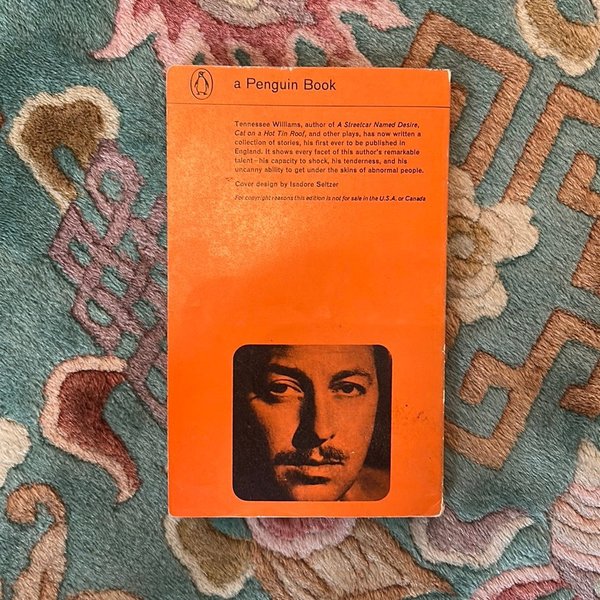 a Penguin Book
Tennessee Williams, author of A Streetcar Named Desire,
Cat on a Hot Tin Roof, and other plays, has now written a
collection of stories, his first ever to be published in
England. It shows every facet of this author's remarkable
talent – his capacity to shock, his tenderness, and his
uncanny ability to get under the skins of abnormal people.
Cover design by Isadore Seltzer
For copyright reasons this edition is not for sale in the U.S.A. or Canada